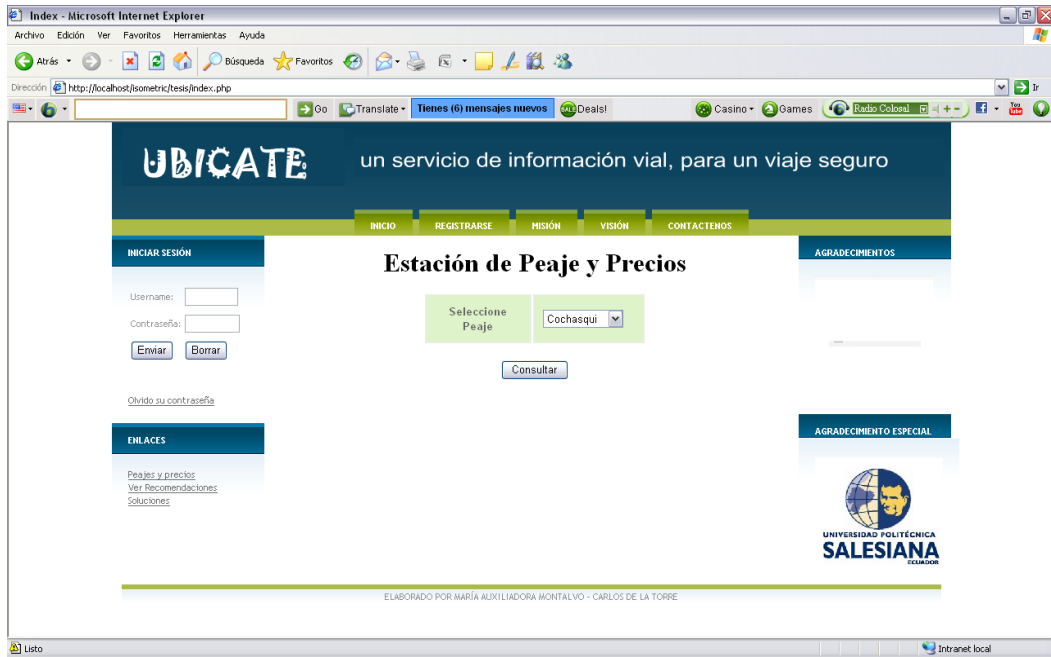 Index - Microsoft Internet Explorer
Archivo Edición Ver Favoritos Herramientas Ayuda
Atrás Búsqueda Favoritos
Dirección http://localhost/isometric/tesis/index.php Ir
Go Translate Tienes (6) mensajes nuevos SALE Deals! Casino Games Radio Colosal You Tube
UBICATE un servicio de información vial, para un viaje seguro
INICIO REGISTRARSE MISIÓN VISIÓN CONTACTENOS
INICIAR SESIÓN
Username:
Contraseña:
Enviar Borrar
Olvido su contraseña
ENLACES
Peajes y precios
Ver Recomendaciones
Soluciones
Estación de Peaje y Precios
Seleccione
Peaje
Cochasqui
Consultar
AGRADECIMIENTOS
AGRADECIMIENTO ESPECIAL
UNIVERSIDAD POLITÉCNICA
SALESIANA
ECUADOR
ELABORADO POR MARÍA AUXILIADORA MONTALVO - CARLOS DE LA TORRE
Listo Intranet local